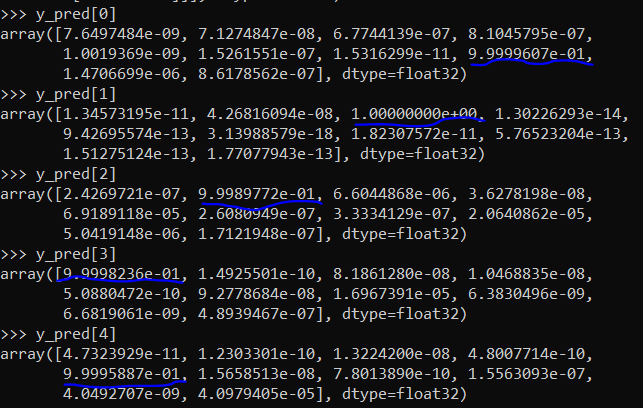 >>> y_pred[0]
array([7.6497484e-09, 7.1274847e-08, 6.7744139e-07, 8.1045795e-07,
1.0019369e-09, 1.5261551e-07, 1.5316299e-11, 9.9999607e-01,
1.4706699e-06, 8.6178562e-07], dtype=float32)
>>> y_pred[1]
array([1.34573195e-11, 4.26816094e-08, 1.00000000e+00, 1.30226293e-14,
9.42695574e-13, 3.13988579e-18, 1.82307572e-11, 5.76523204e-13,
1.51275124e-13, 1.77077943e-13], dtype=float32)
>>> y_pred[2]
array([2.4269721e-07, 9.9989772e-01, 6.6044868e-06, 3.6278198e-08,
6.9189118e-05, 2.6080949e-07, 3.3334129e-07, 2.0640862e-05,
5.0419148e-06, 1.7121948e-07], dtype=float32)
>>> y_pred[3]
array([9.9998236e-01, 1.4925501e-10, 8.1861280e-08, 1.0468835e-08,
5.0880472e-10, 9.2778684e-08, 1.6967391e-05, 6.3830496e-09,
6.6819061e-09, 4.8939467e-07], dtype=float32)
>>> y_pred[4]
array([4.7323929e-11, 1.2303301e-10, 1.3224200e-08, 4.8007714e-10,
9.9995887e-01, 1.5658513e-08, 7.8013890e-10, 1.5563093e-07,
4.0492707e-09, 4.0979405e-05], dtype=float32)